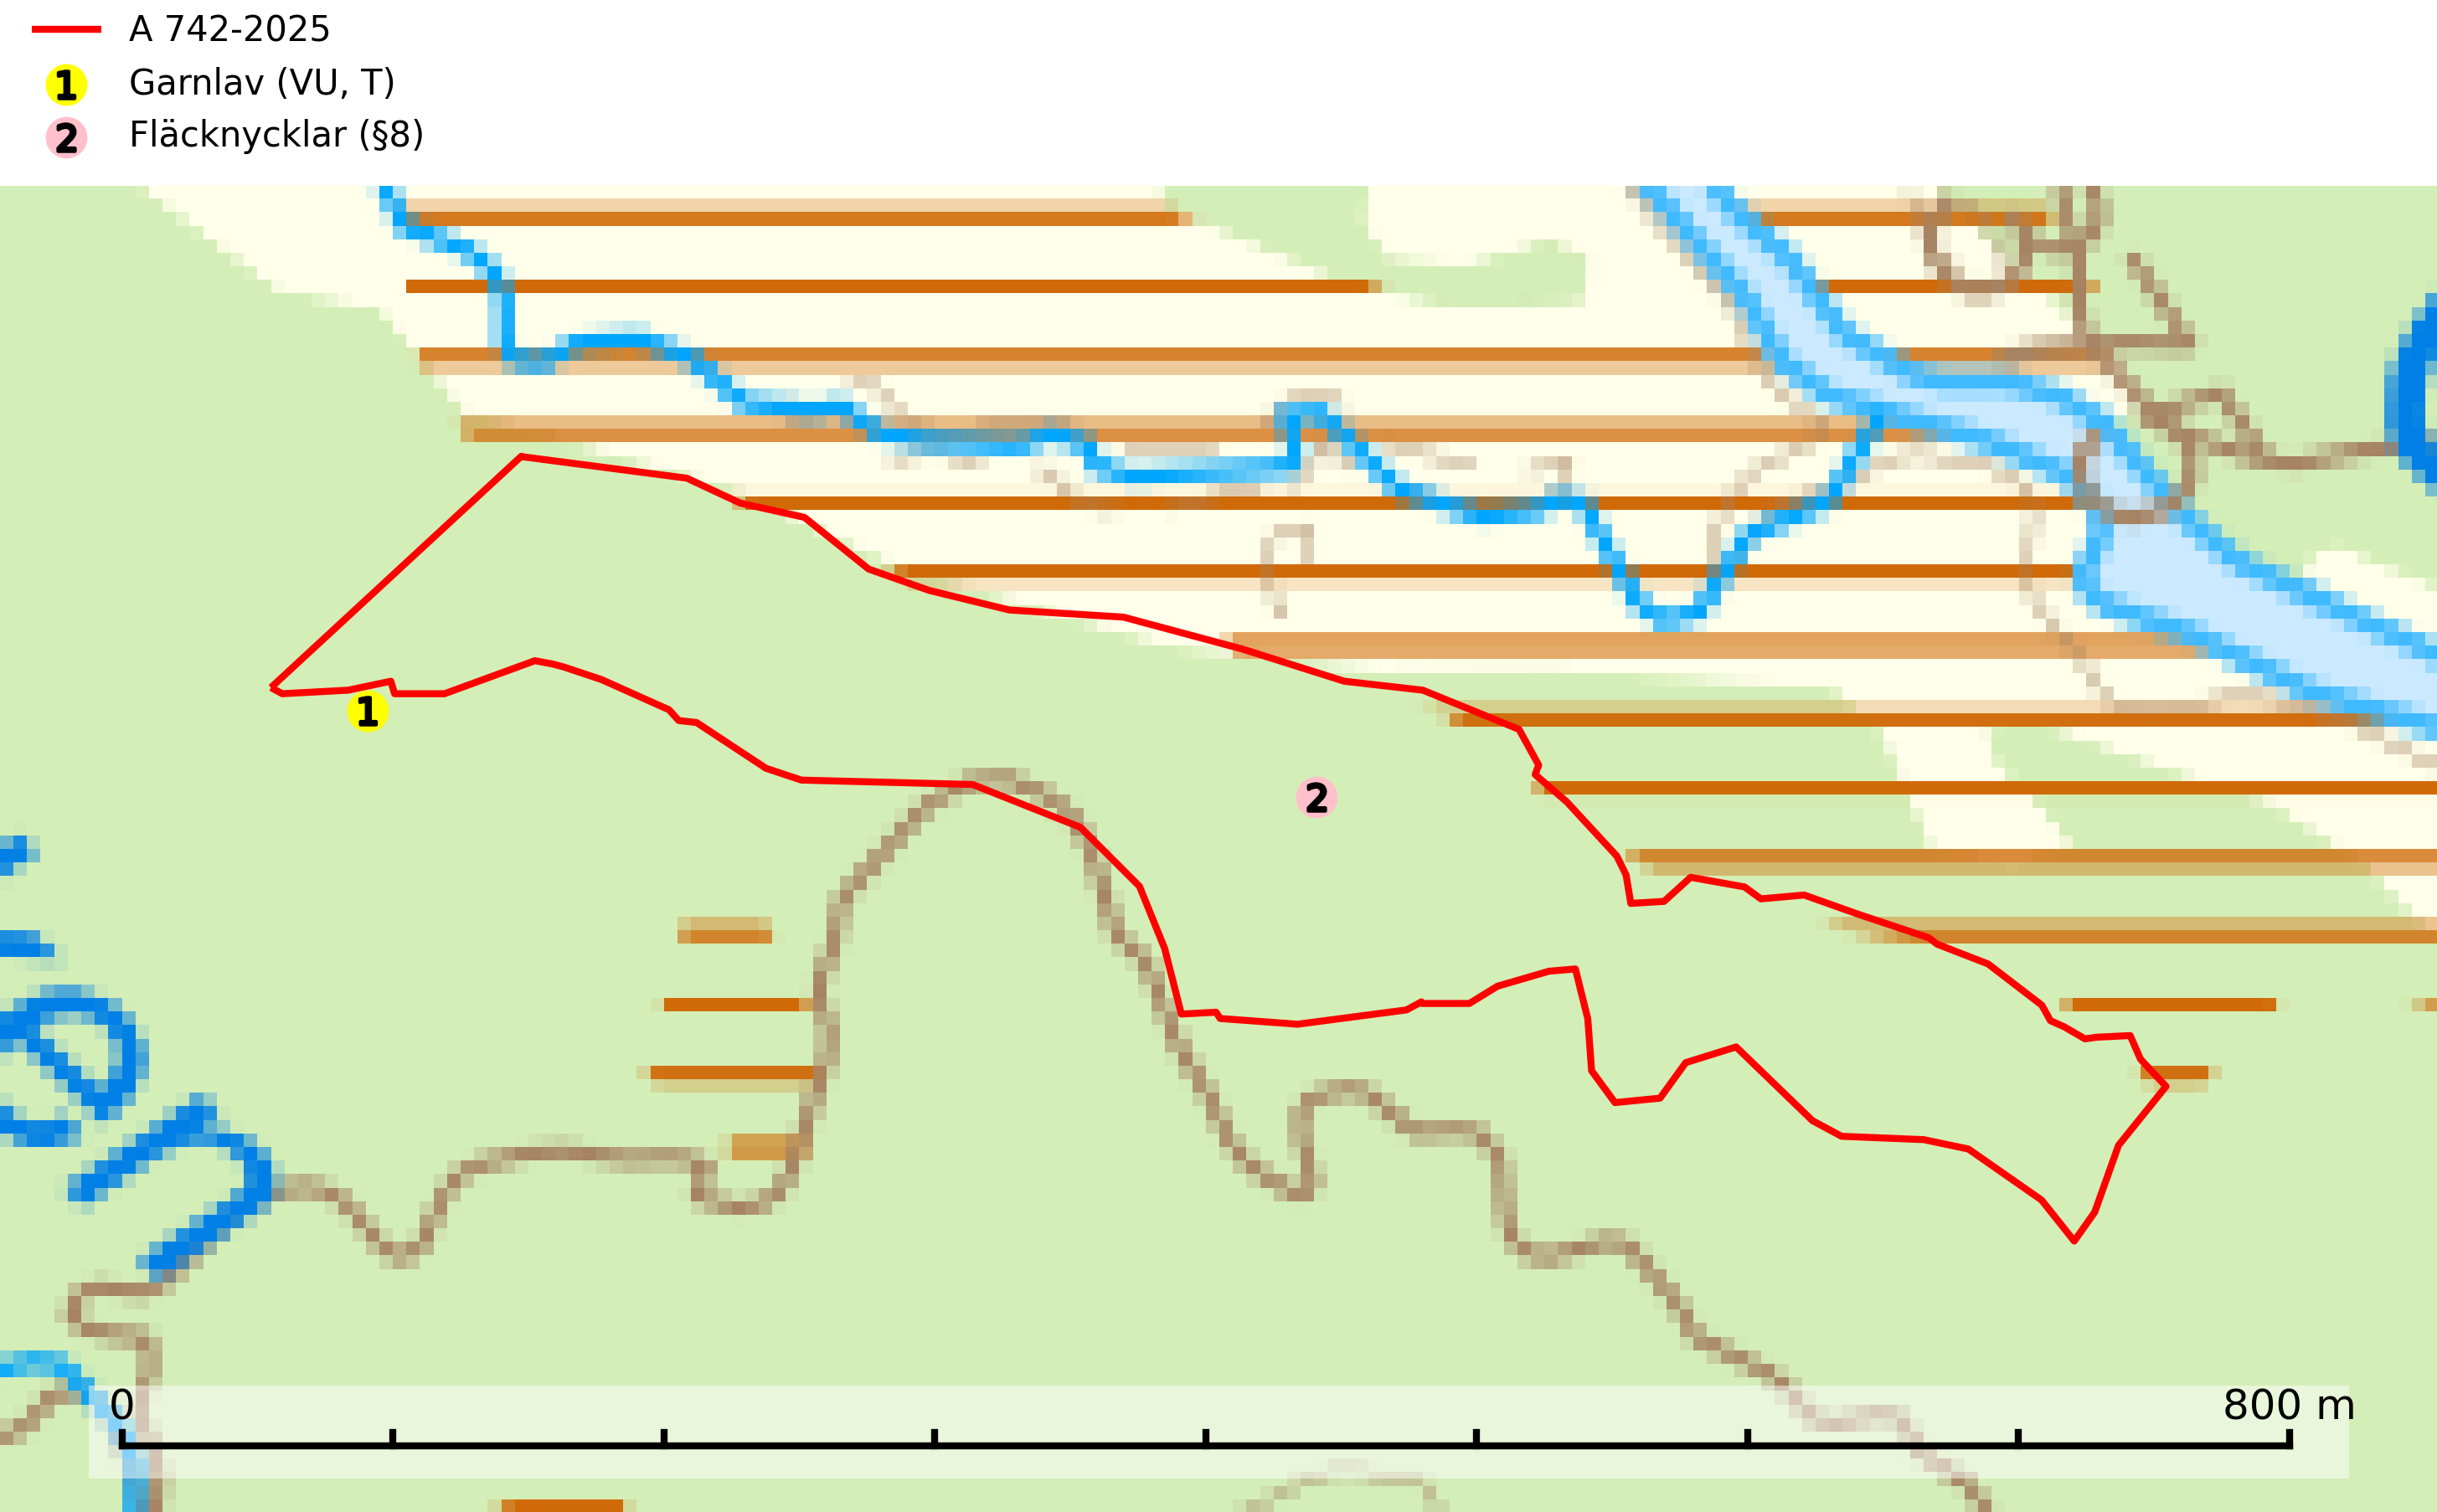 A 742-2025
1 Garnlav (VU, T)
2 Fläcknycklar (§8)
1
2
0 800 m